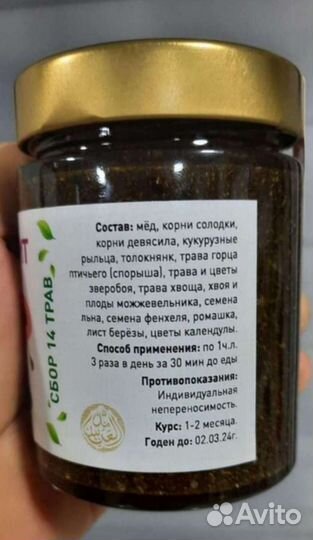 Состав: мёд, корни солодки,
корни девясила, кукурузные
рыльца, толокнянк, трава горца
птичьего (спорыша), трава и цветы
зверобоя, трава хвоща, хвоя и
плоды можжевельника, семена
льна, семена фенхеля, ромашка,
лист берёзы, цветы календулы.
Способ применения: по 1ч.л.
3 раза в день за 30 мин до еды
Противопоказания:
Индивидуальная
непереносимость.
Курс: 1-2 месяца.
Годен до: 02.03.24г.
СБОР 14 ТРАВ
Avito